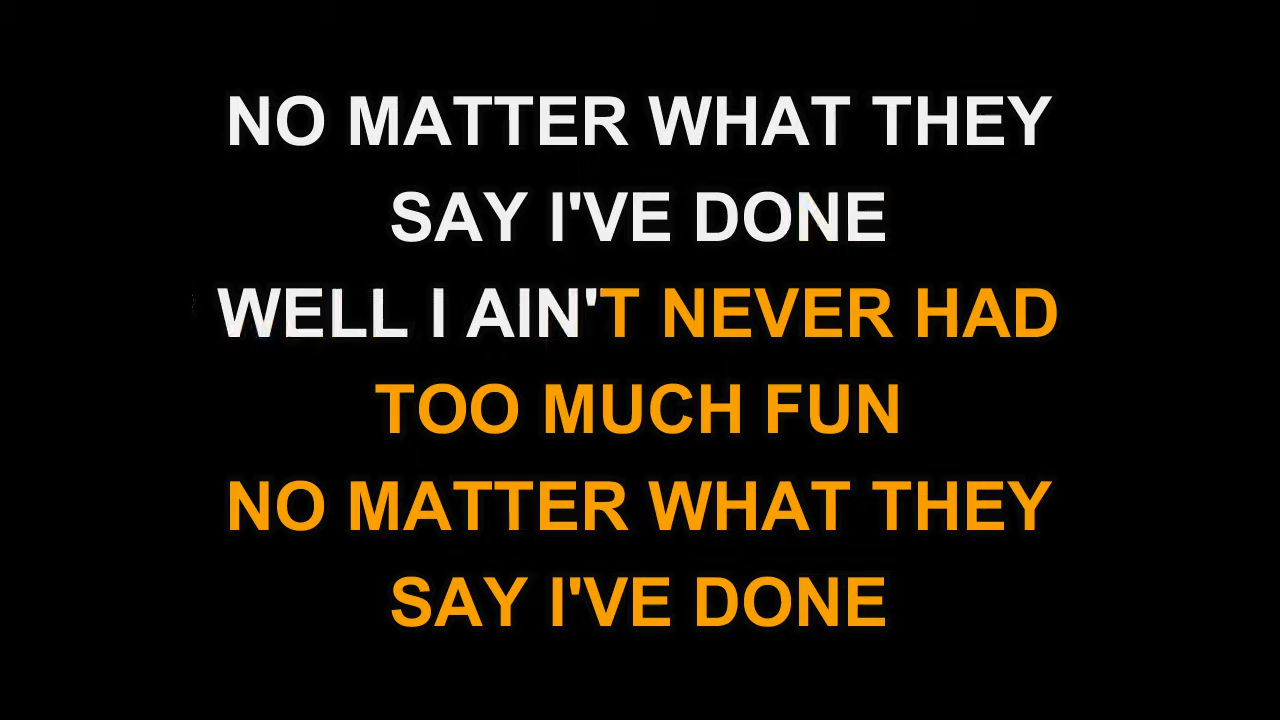 NO MATTER WHAT THEY
SAY I'VE DONE
WELL I AIN'T NEVER HAD
TOO MUCH FUN
NO MATTER WHAT THEY
SAY I'VE DONE